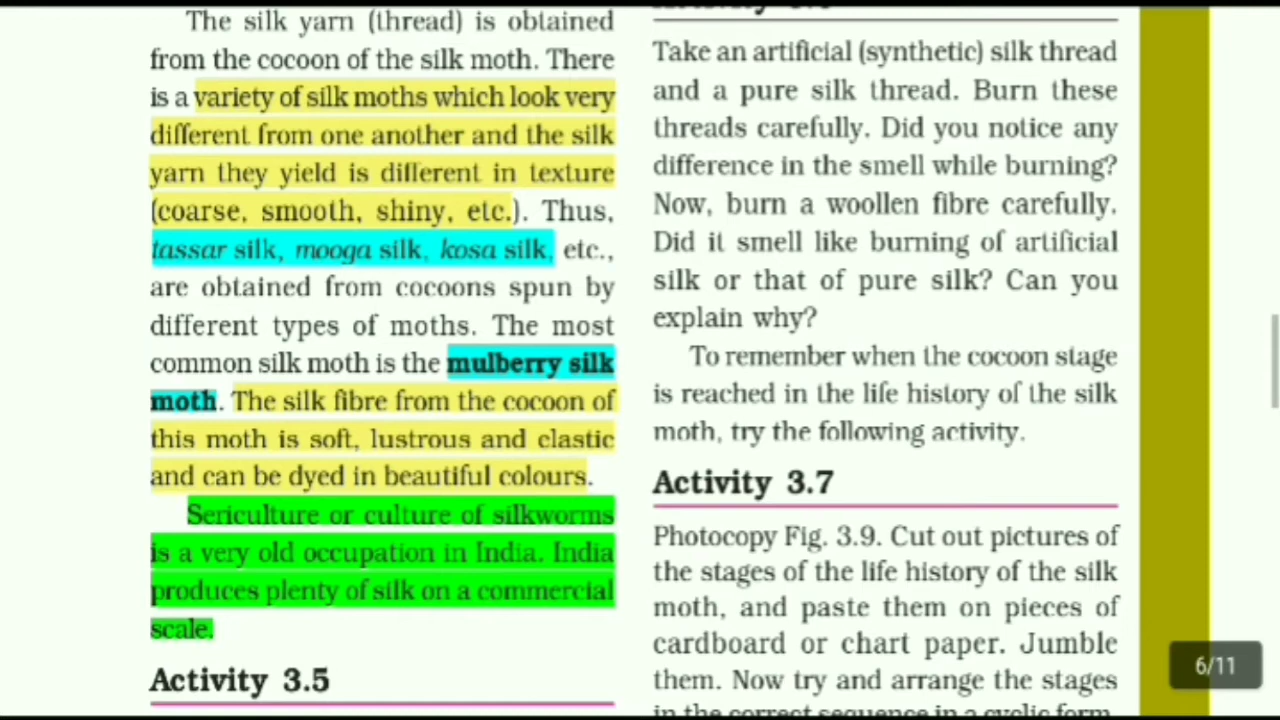 The silk yarn (thread) is obtained
from the cocoon of the silk moth. There
is a variety of silk moths which look very
different from one another and the silk
yarn they yield is different in texture
(coarse, smooth, shiny, etc.). Thus,
tassar silk, mooga silk, kosa silk, etc.,
are obtained from cocoons spun by
different types of moths. The most
common silk moth is the mulberry silk
moth. The silk fibre from the cocoon of
this moth is soft, lustrous and elastic
and can be dyed in beautiful colours.
Sericulture or culture of silkworms
is a very old occupation in India. India
produces plenty of silk on a commercial
scale.
Activity 3.5
Take an artificial (synthetic) silk thread
and a pure silk thread. Burn these
threads carefully. Did you notice any
difference in the smell while burning?
Now, burn a woollen fibre carefully.
Did it smell like burning of artificial
silk or that of pure silk? Can you
explain why?
To remember when the cocoon stage
is reached in the life history of the silk
moth, try the following activity.
Activity 3.7
Photocopy Fig. 3.9. Cut out pictures of
the stages of the life history of the silk
moth, and paste them on pieces of
cardboard or chart paper. Jumble
them. Now try and arrange the stages
in the correct sequence in a cyclic form.
6/11